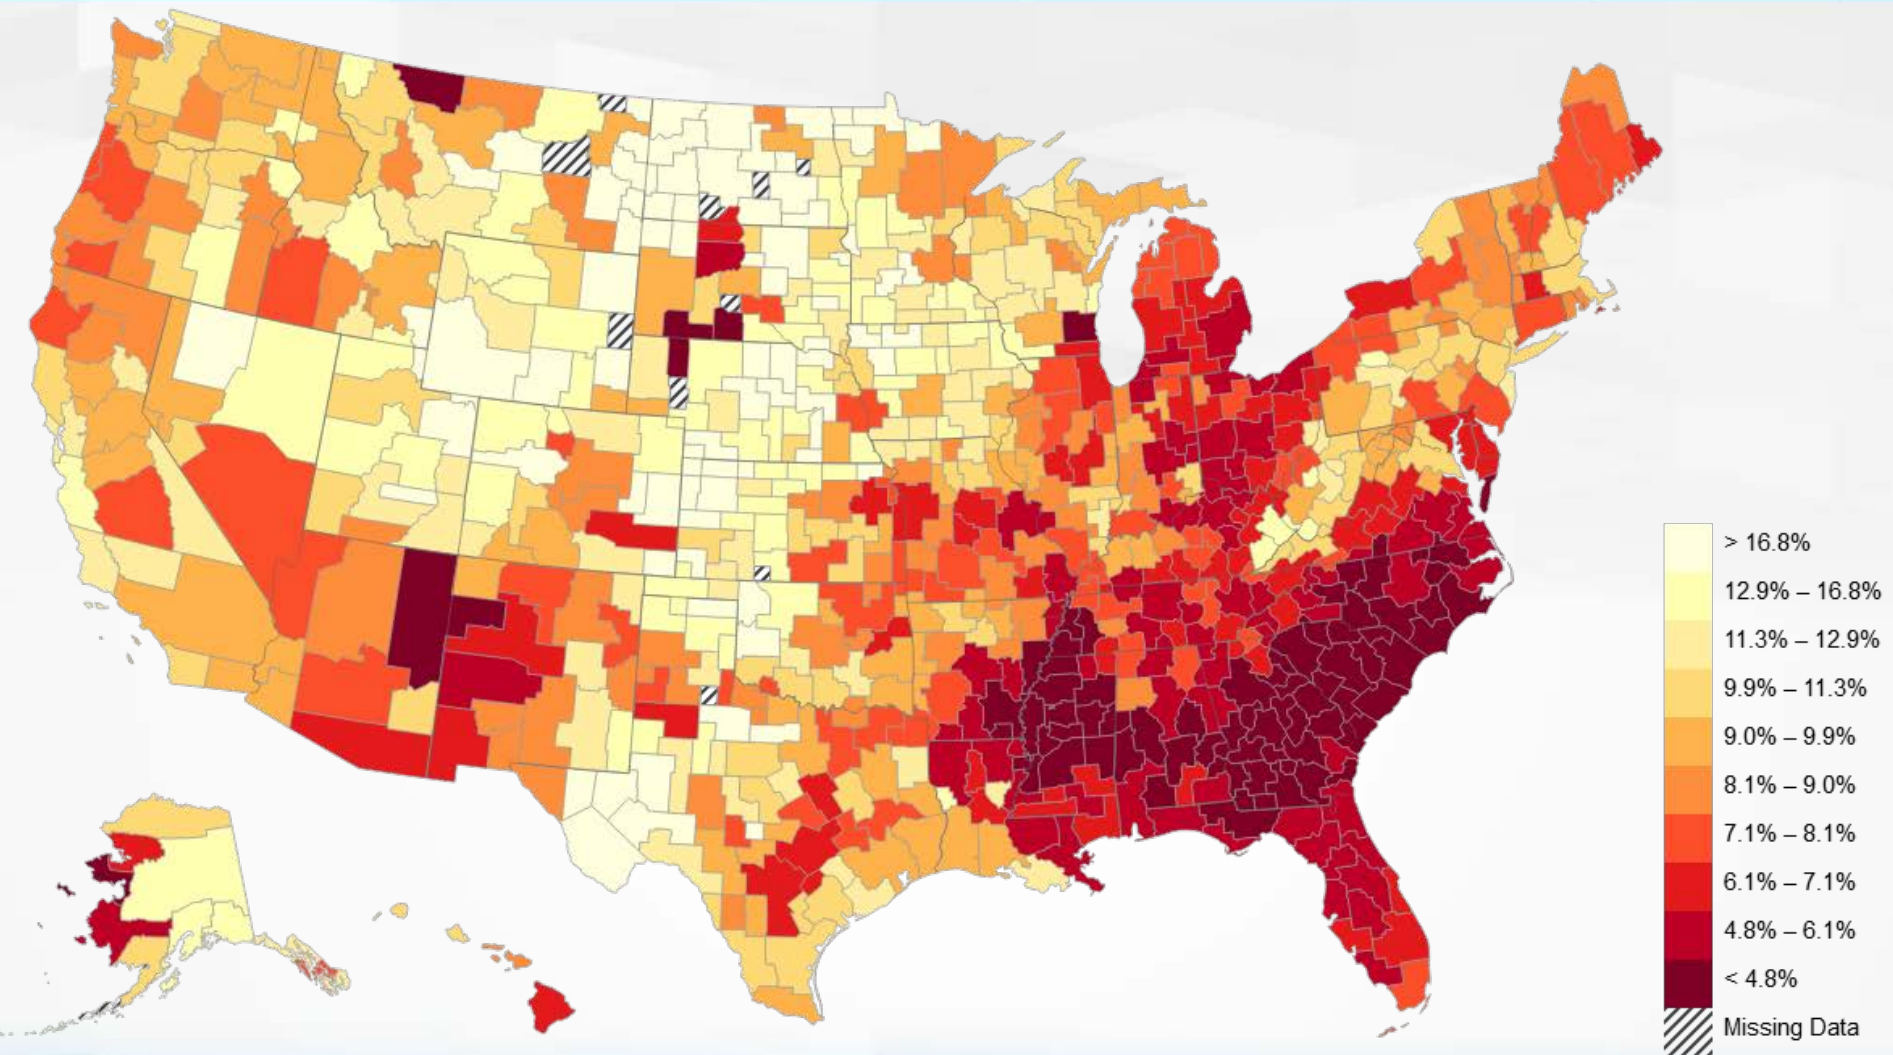 > 16.8%
12.9% – 16.8%
11.3% – 12.9%
9.9% – 11.3%
9.0% – 9.9%
8.1% – 9.0%
7.1% – 8.1%
6.1% – 7.1%
4.8% – 6.1%
< 4.8%
Missing Data